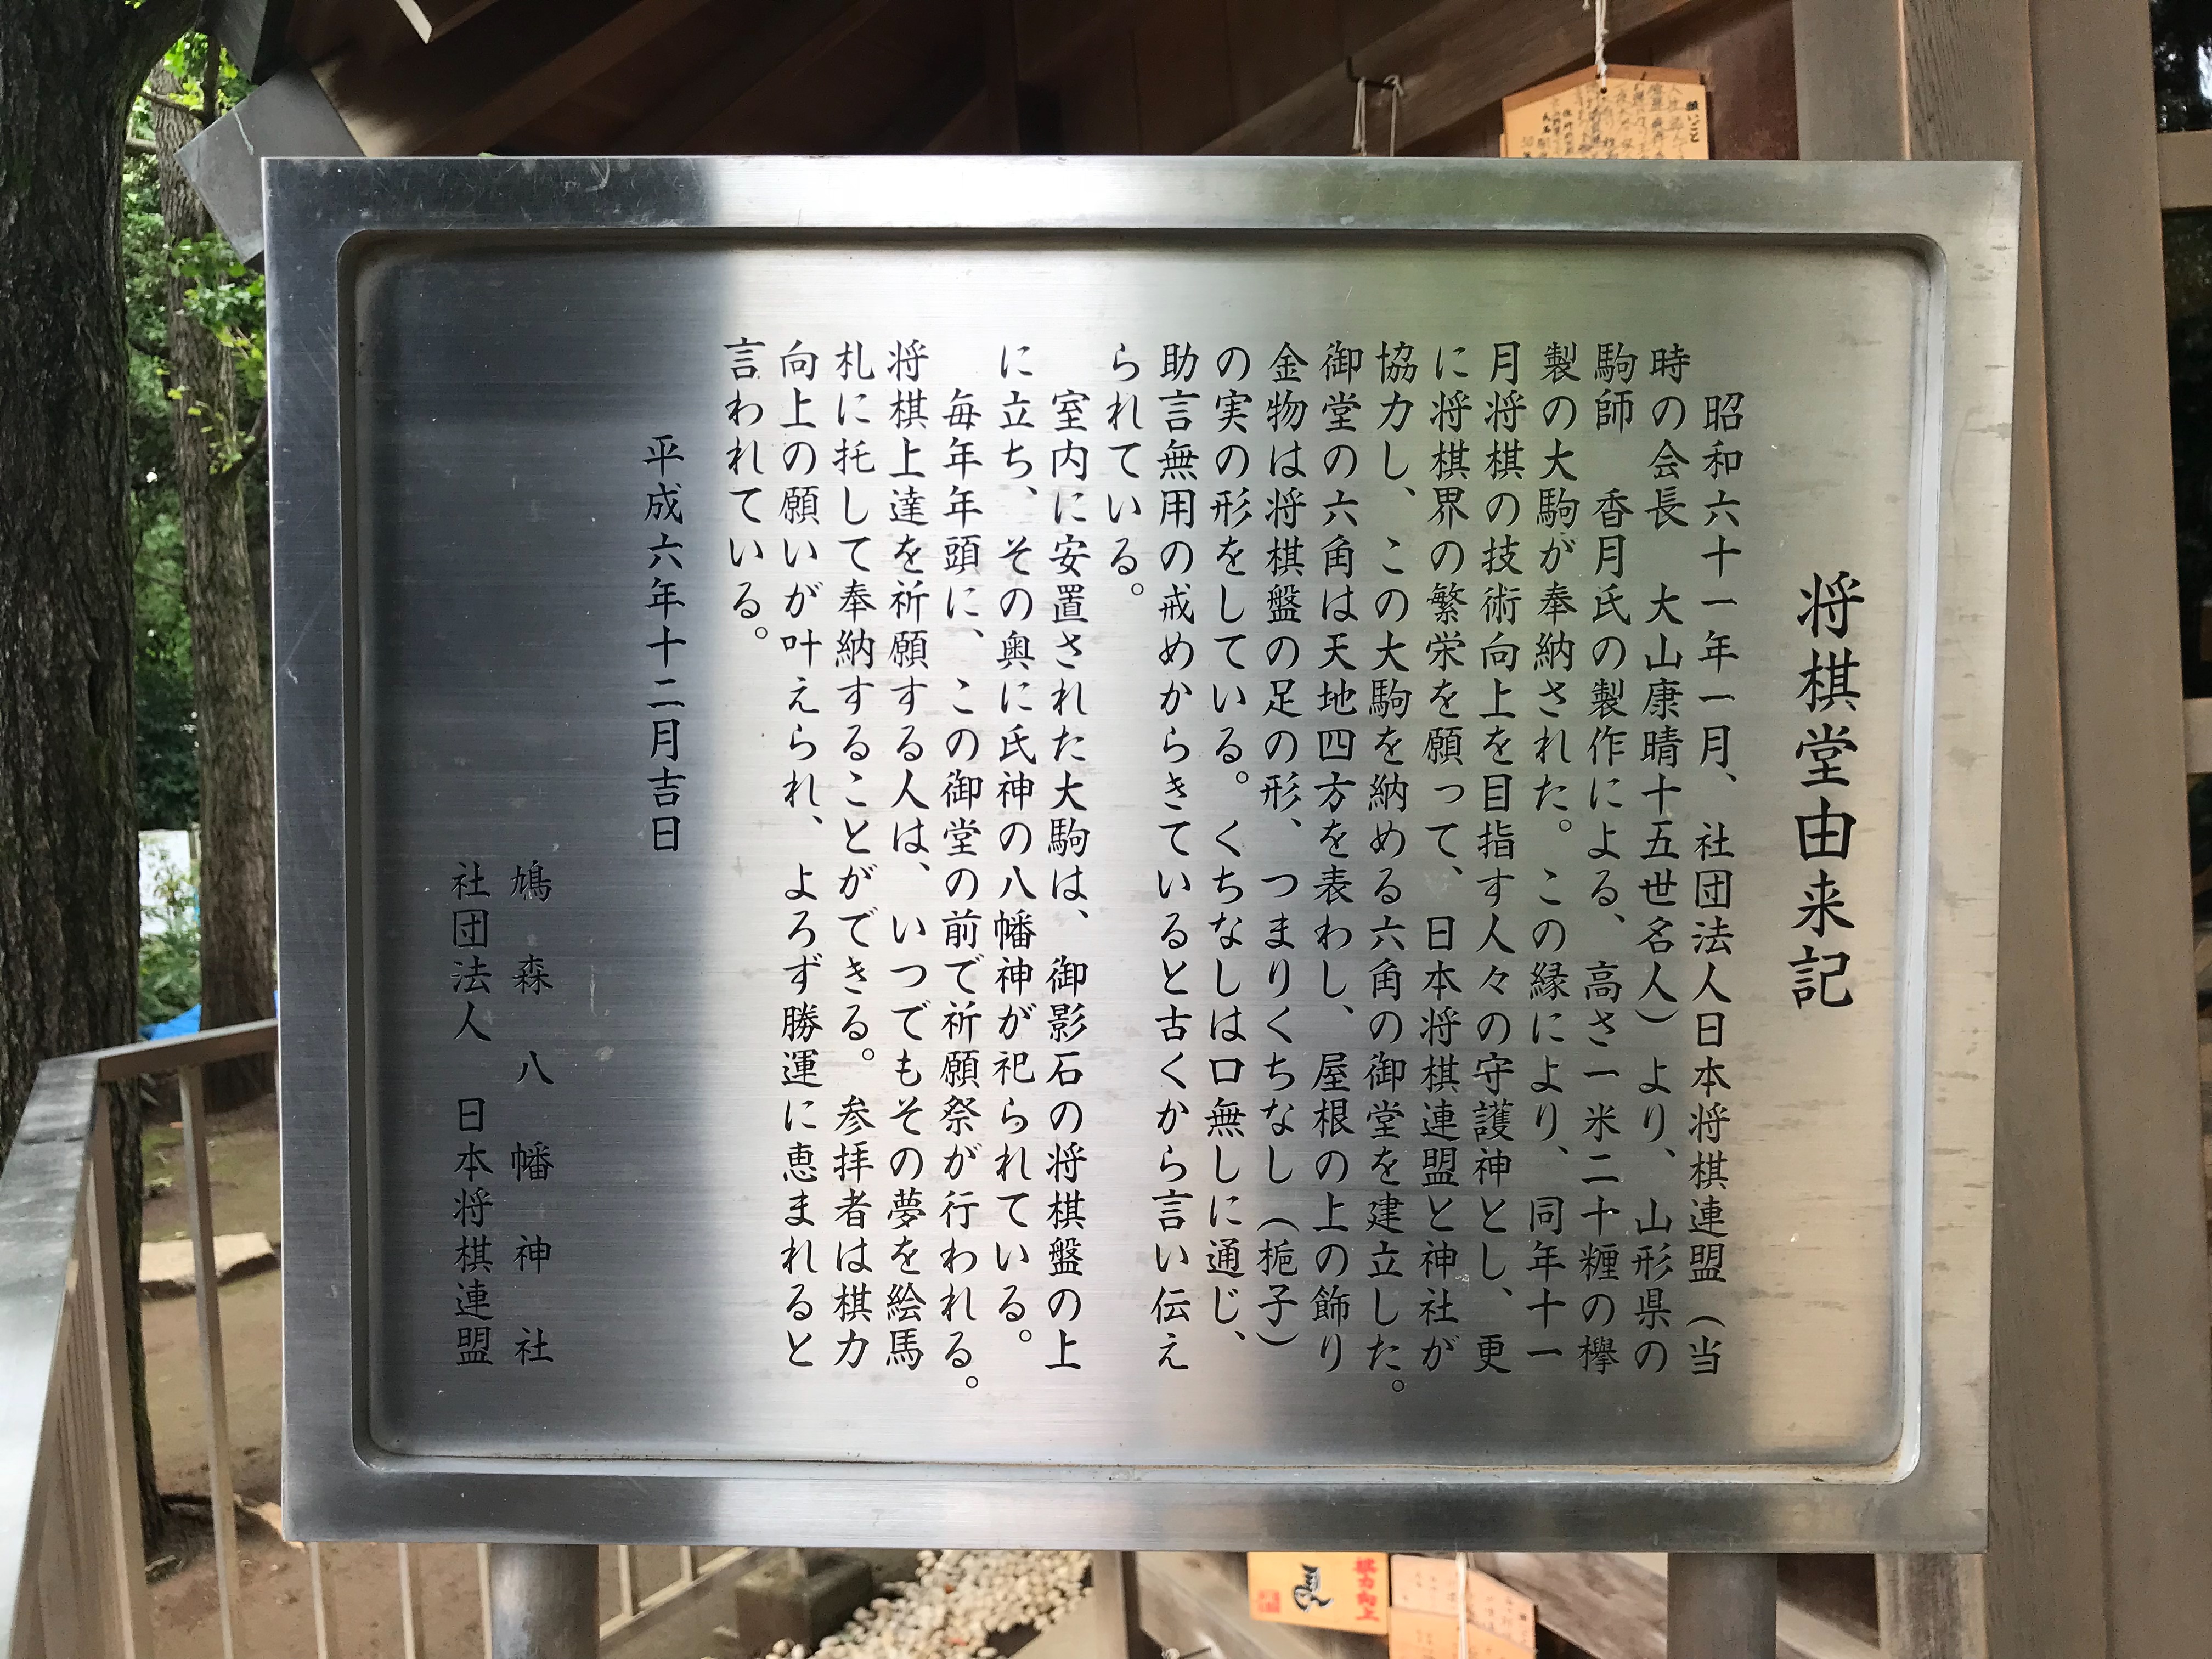 将棋堂由来記
昭和六十一年一月、社団法人日本将棋連盟（当
時の会長　大山康晴十五世名人）より、山形県の
駒師　香月氏の製作による、高さ一米二十糎の欅
製の大駒が奉納された。この縁により、同年十一
月将棋の技術向上を目指す人々の守護神とし、更
に将棋界の繁栄を願って、日本将棋連盟と神社が
協力し、この大駒を納める六角の御堂を建立した。
御堂の六角は天地四方を表わし、屋根の上の飾り
金物は将棋盤の足の形、つまりくちなし（梔子）
の実の形をしている。くちなしは口無しに通じ、
助言無用の戒めからきていると古くから言い伝え
られている。
室内に安置された大駒は、御影石の将棋盤の上
に立ち、その奥に氏神の八幡神が祀られている。
毎年年頭に、この御堂の前で祈願祭が行われる。
将棋上達を祈願する人は、いつでもその夢を絵馬
札に托して奉納することができる。参拝者は棋力
向上の願いが叶えられ、よろず勝運に恵まれると
言われている。
平成六年十二月吉日
鳩森八幡神社
社団法人　日本将棋連盟
願いごと
棋力向上